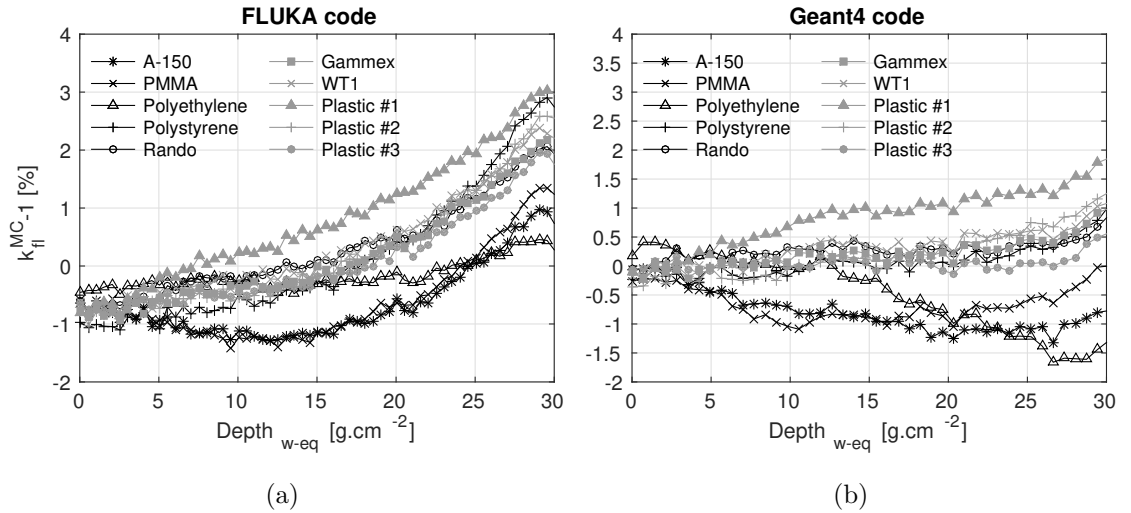 FLUKA code
4
3
2
1
0
-1
-2
k_fl^MC-1 [%]
A-150
PMMA
Polyethylene
Polystyrene
Rando
Gammex
WT1
Plastic #1
Plastic #2
Plastic #3
0 5 10 15 20 25 30
Depth w-eq [g.cm -2]
(a)
Geant4 code
4
3.5
3
2.5
2
1.5
1
0.5
0
-0.5
-1
-1.5
-2
A-150
PMMA
Polyethylene
Polystyrene
Rando
Gammex
WT1
Plastic #1
Plastic #2
Plastic #3
0 5 10 15 20 25 30
Depth w-eq [g.cm -2]
(b)